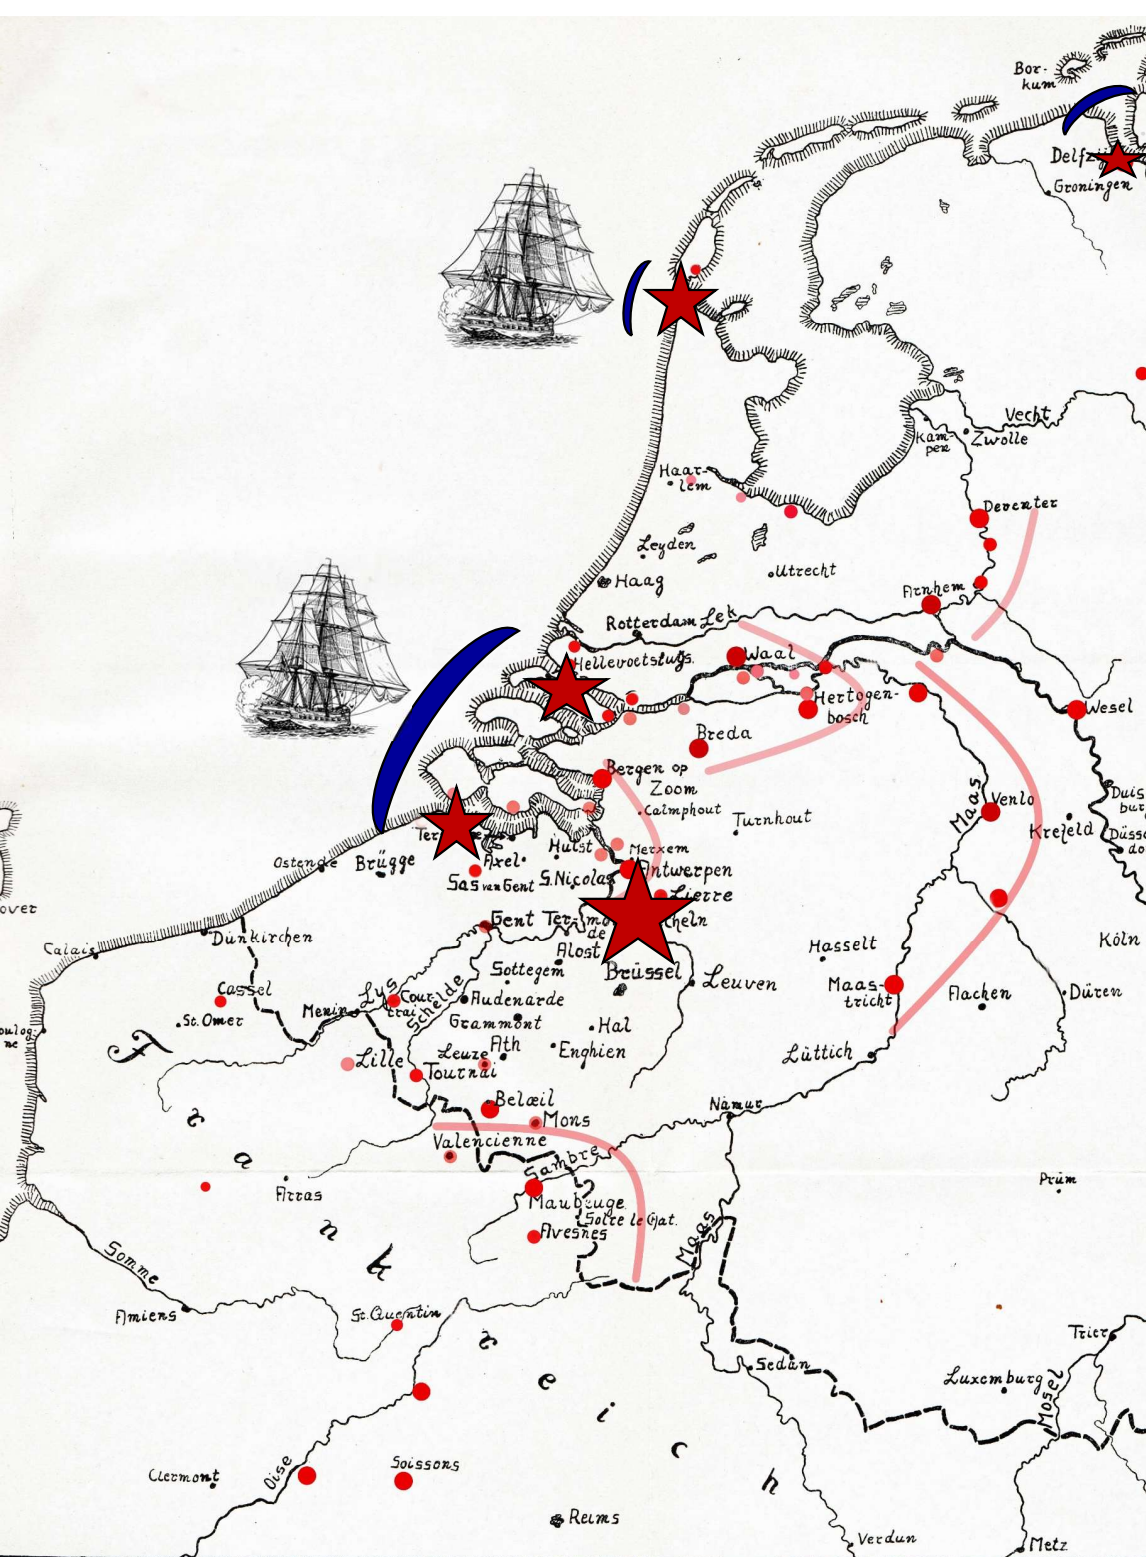 Bor-
kum
Groningen
Vecht
Kam-
pen
Zwolle
Haar-
lem
Deventer
Leyden
Utrecht
Haag
Arnhem
Rotterdam
Lek
Waal
Hellevoetsluys.
Hertogen-
bosch
Wesel
Breda
Bergen op
Zoom
Calmphout
Turnhout
Maas
Venlo
Krefeld
Ostende
Brügge
Axel
Hulst
Merxem
Sas van Gent
S. Nicolas
Antwerpen
Lierre
over
Calais
Dünkirchen
Gent
de
Alost
Brüssel
Hasselt
Köln
Cassel
St. Omer
Menin
Lys
Cour-
trai
Schelde
Sottegem
Audenarde
Leuven
Maas-
tricht
Aachen
Düren
Grammont
Hal
Lille
Leuze
Ath
Enghien
Tournai
Lüttich
Belœil
Mons
Namur
Valencienne
Sambre
Arras
Maubeuge
Avesnes
Maas
Prüm
Somme
Amiens
St. Quentin
Trier
Sedan
Luxemburg
Mosel
Clermont
Oise
Soissons
Reims
Verdun
Metz
F r a n k r e i c h